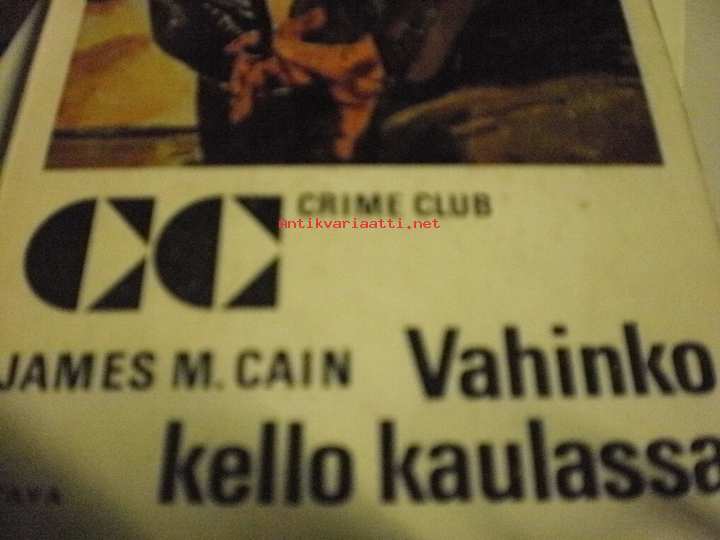 CRIME CLUB
Antikvariaatti.net
JAMES M. CAIN Vahinko
kello kaulassa